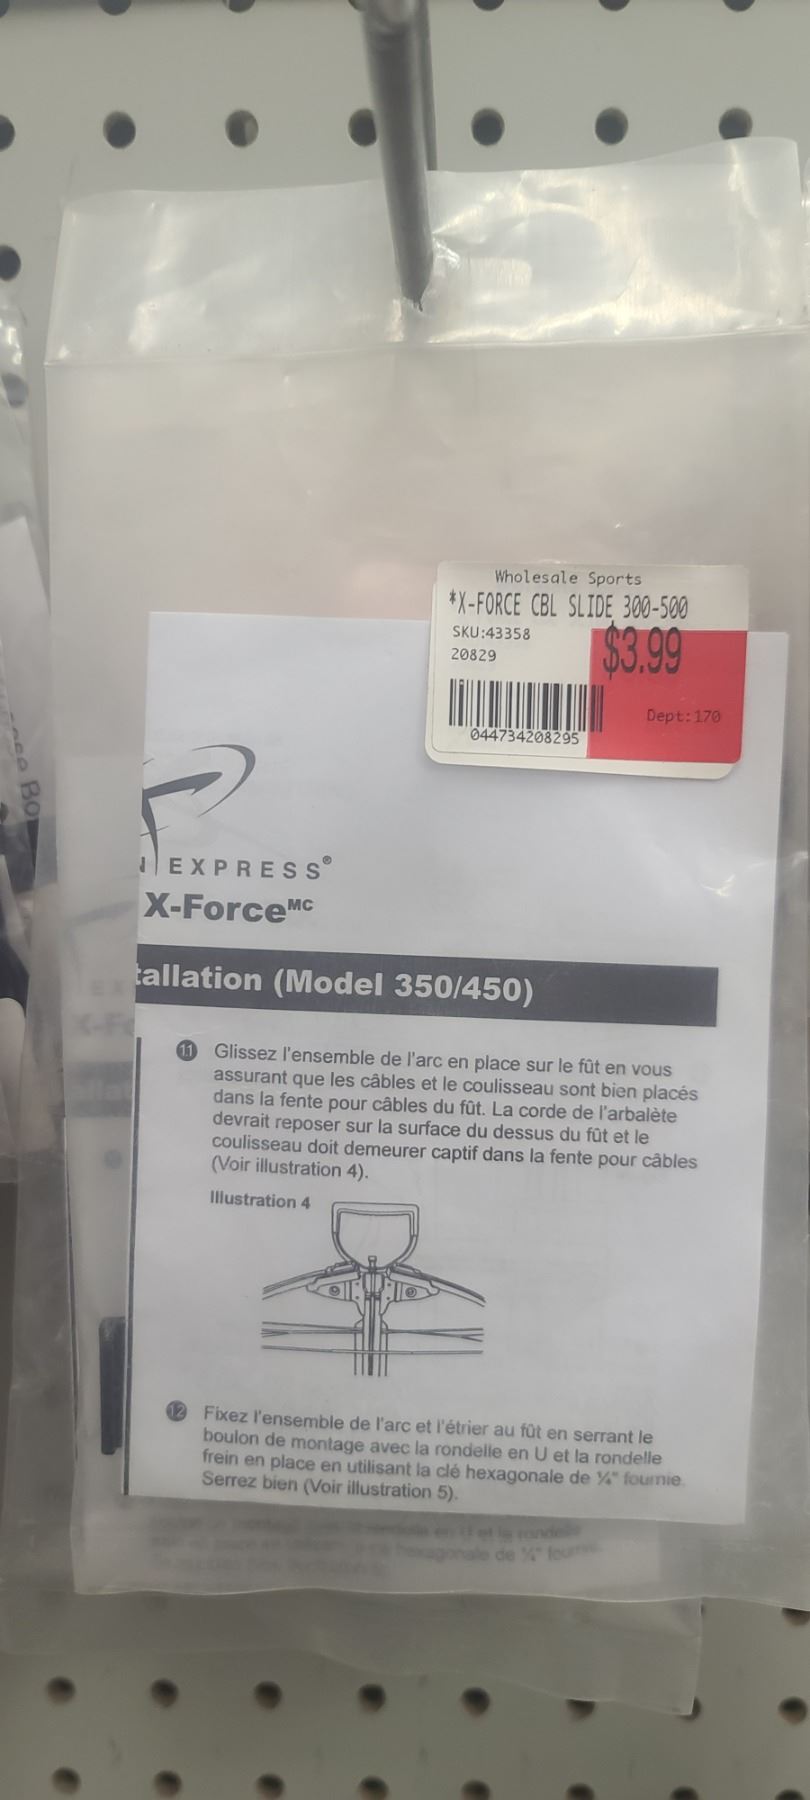 Wholesale Sports
*X-FORCE CBL SLIDE 300-500
SKU:43358
$3.99
20829
Dept:170
044734208295
EXPRESS®
X-Force MC
tallation (Model 350/450)
11 Glissez l'ensemble de l'arc en place sur le fût en vous
assurant que les câbles et le coulisseau sont bien placés
dans la fente pour câbles du fût. La corde de l'arbalète
devrait reposer sur la surface du dessus du fût et le
coulisseau doit demeurer captif dans la fente pour câbles
(Voir illustration 4).
Illustration 4
12 Fixez l'ensemble de l'arc et l'étrier au fût en serrant le
boulon de montage avec la rondelle en U et la rondelle
frein en place en utilisant la clé hexagonale de ¼" fournie.
Serrez bien (Voir illustration 5).